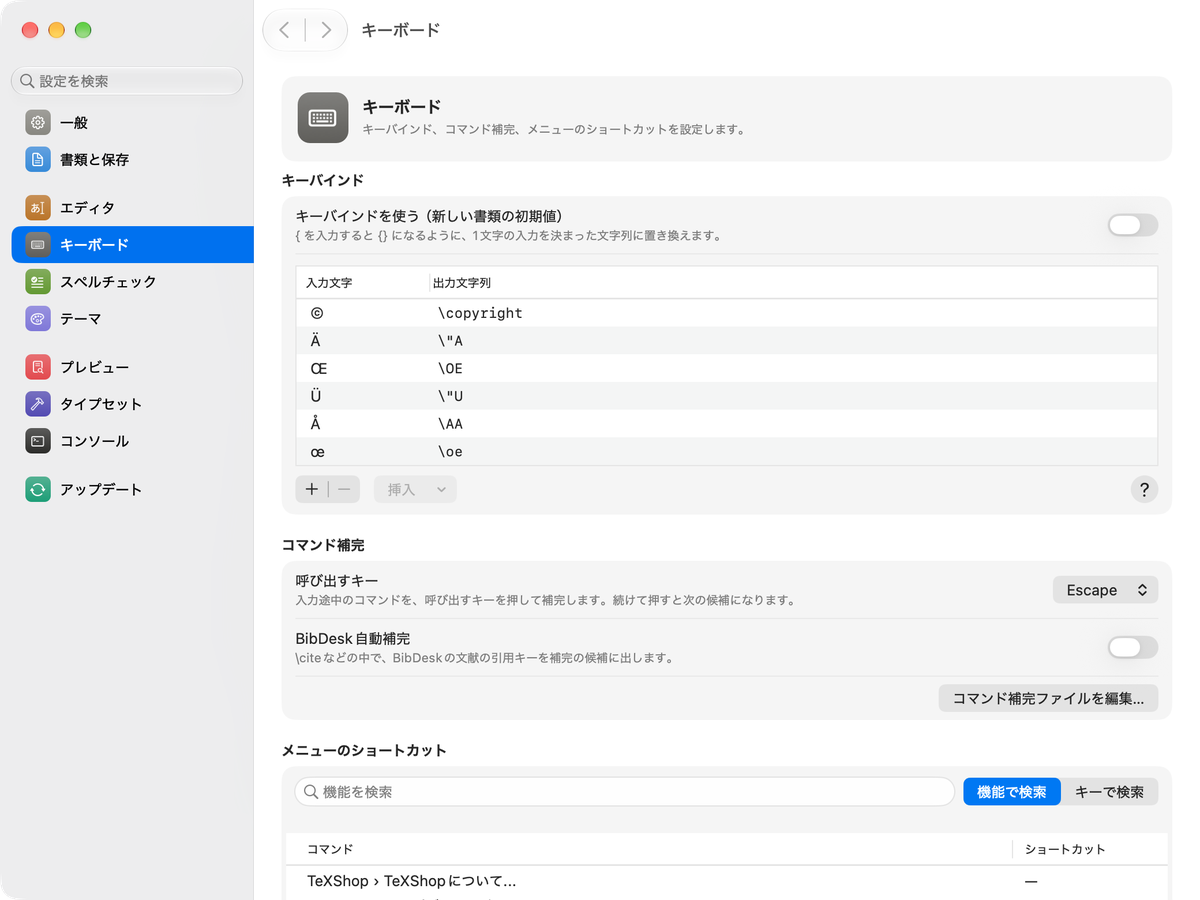 キーボード
設定を検索
一般
書類と保存
エディタ
キーボード
スペルチェック
テーマ
プレビュー
タイプセット
コンソール
アップデート
キーボード
キーバインド、コマンド補完、メニューのショートカットを設定します。
キーバインド
キーバインドを使う（新しい書類の初期値）
{ を入力すると {} になるように、1文字の入力を決まった文字列に置き換えます。
入力文字 出力文字列
© \copyright
Ä \"A
Œ \OE
Ü \"U
Å \AA
œ \oe
挿入
?
コマンド補完
呼び出すキー
入力途中のコマンドを、呼び出すキーを押して補完します。続けて押すと次の候補になります。
Escape
BibDesk 自動補完
\cite などの中で、BibDesk の文献の引用キーを補完の候補に出します。
コマンド補完ファイルを編集...
メニューのショートカット
機能を検索
機能で検索 キーで検索
コマンド ショートカット
TeXShop › TeXShop について... —